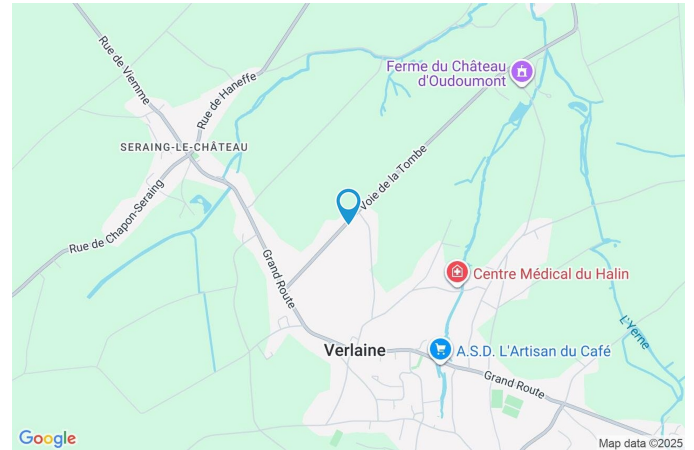 Rue de Viemme
Rue de Haneffe
Ferme du Château
d'Oudoumont
SERAING-LE-CHÂTEAU
Voie de la Tombe
Rue de Chapon-Seraing
Grand Route
Centre Médical du Halin
L'Yerne
Verlaine
A.S.D. L'Artisan du Café
Grand Route
Google
Map data ©2025